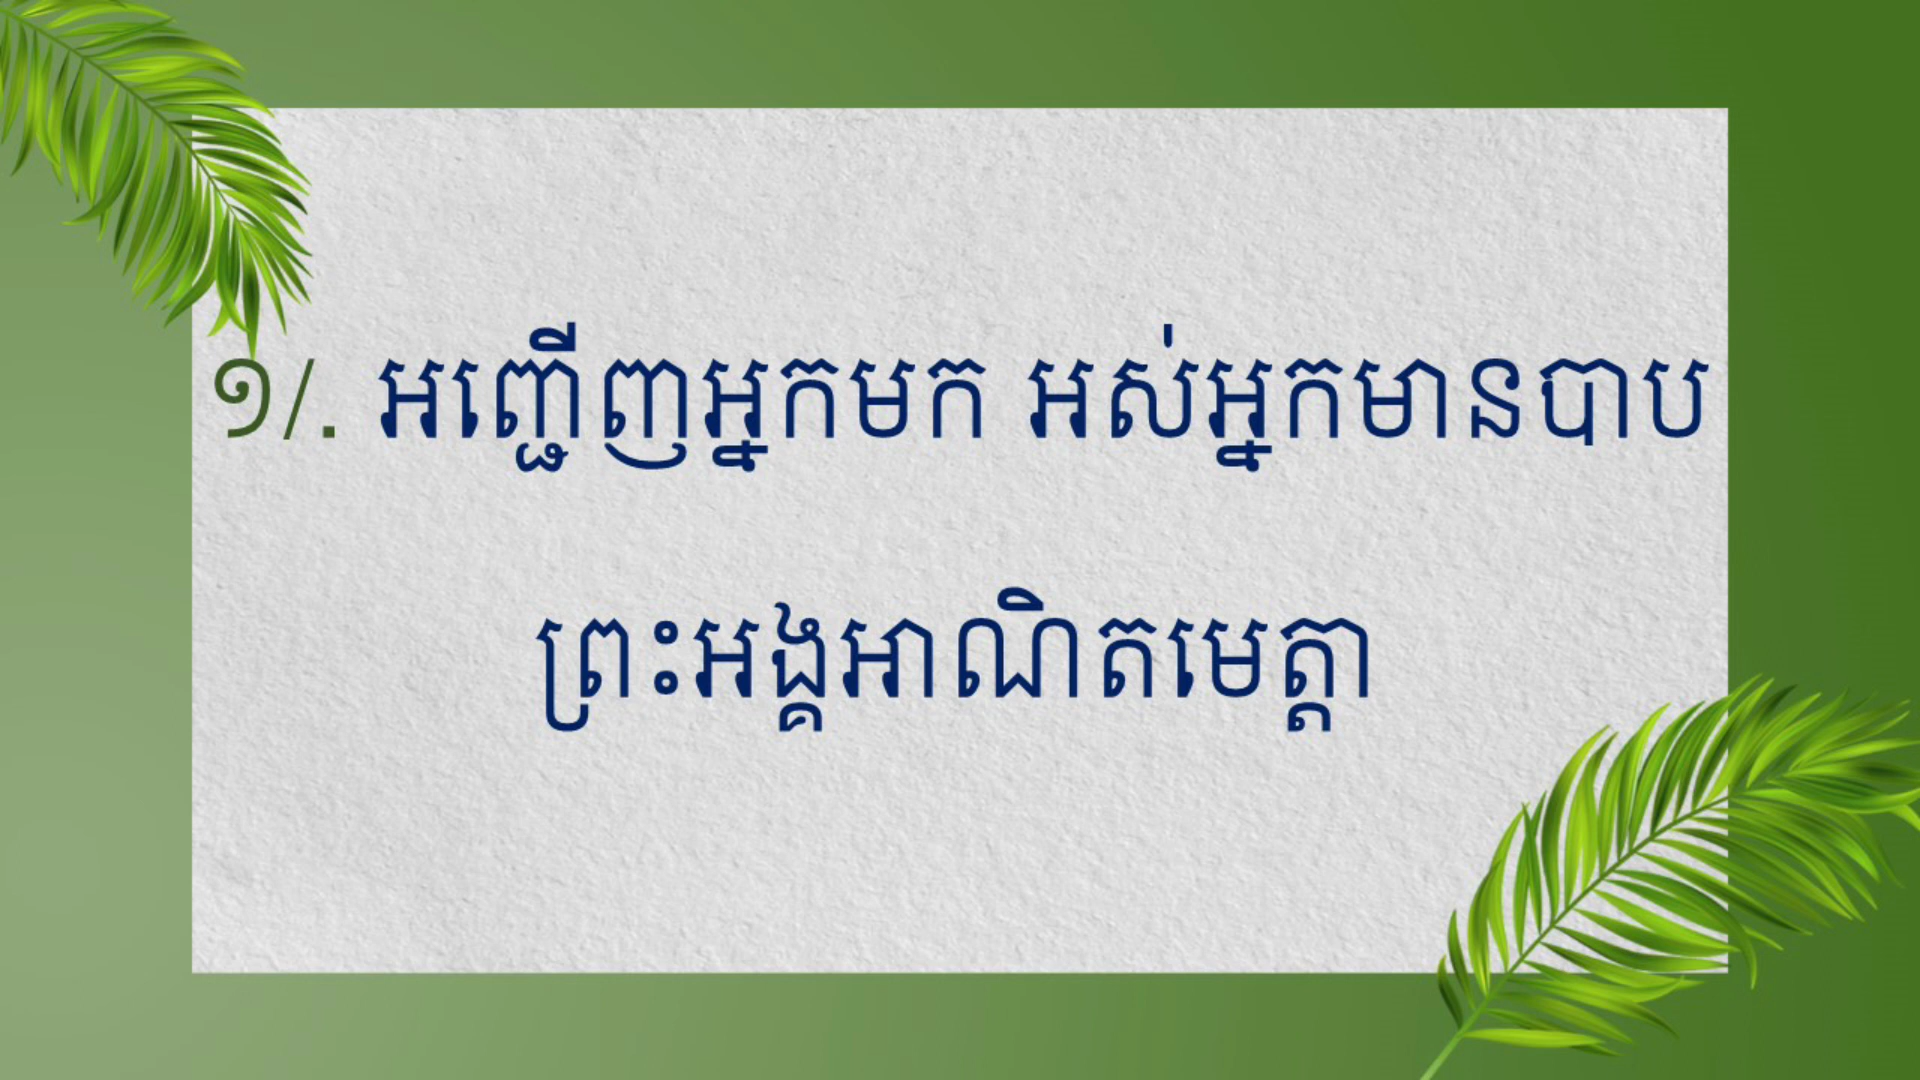 ១/. អញ្ជើញអ្នកមក អស់អ្នកមានបាប
ព្រះអង្គអាណិតមេត្តា